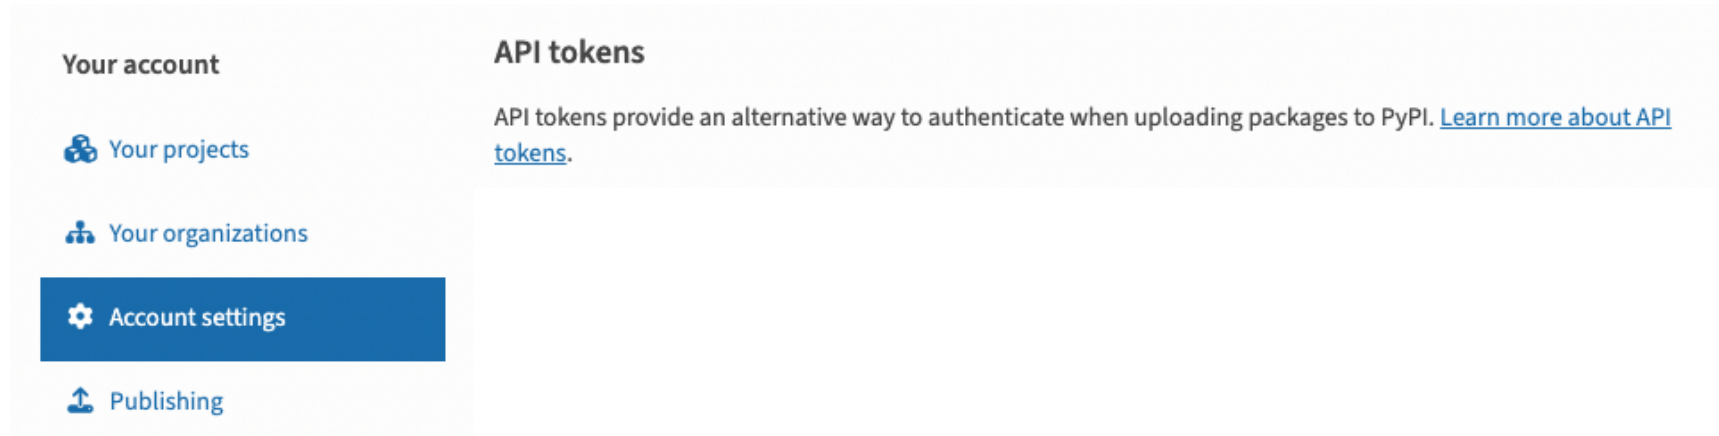 Your account
Your projects
Your organizations
Account settings
Publishing
API tokens
API tokens provide an alternative way to authenticate when uploading packages to PyPI. Learn more about API
tokens.